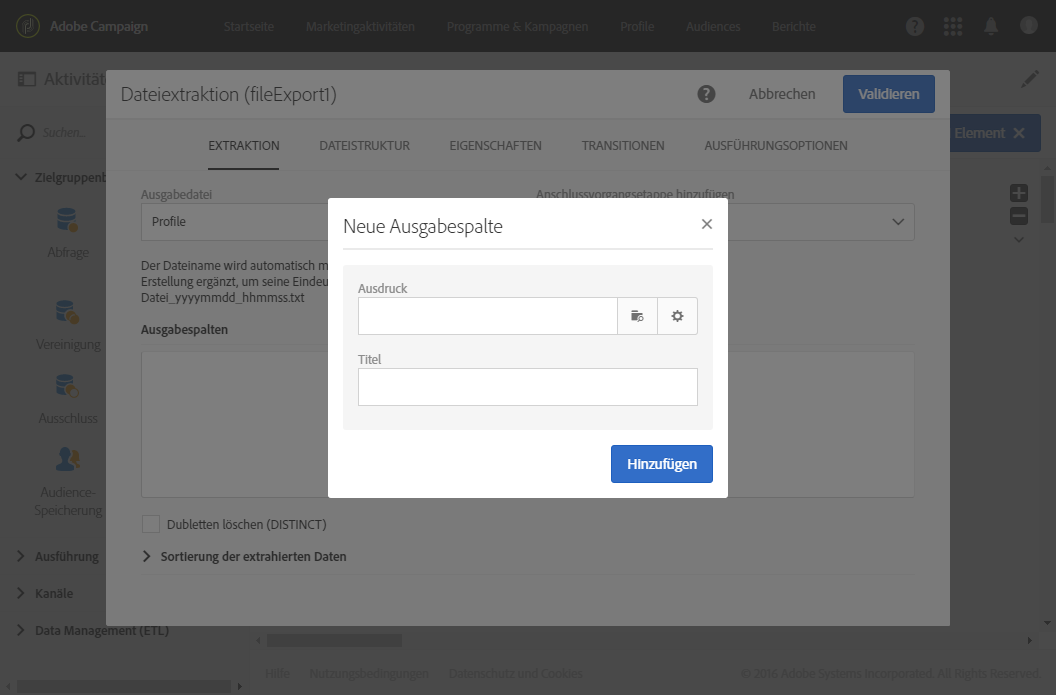 Adobe Campaign
Startseite
Marketingaktivitäten
Programme & Kampagnen
Profile
Audiences
Berichte
Aktivität
Dateiextraktion (fileExport1)
Abbrechen
Validieren
Suchen...
Element
EXTRAKTION
DATEISTRUKTUR
EIGENSCHAFTEN
TRANSITIONEN
AUSFÜHRUNGSOPTIONEN
Zielgruppenb
Ausgabedatei
Anschlussvorgangsetappe hinzufügen
Profile
Neue Ausgabespalte
Abfrage
Der Dateiname wird automatisch m
Erstellung ergänzt, um seine Eindeu
Datei_yyyymmdd_hhmmss.txt
Ausdruck
Ausgabespalten
Vereinigung
Titel
Ausschluss
Hinzufügen
Audience-
Speicherung
Dubletten löschen (DISTINCT)
Ausführung
Sortierung der extrahierten Daten
Kanäle
Data Management (ETL)
Hilfe
Nutzungsbedingungen
Datenschutz und Cookies
© 2016 Adobe Systems Incorporated. All Rights Reserved.